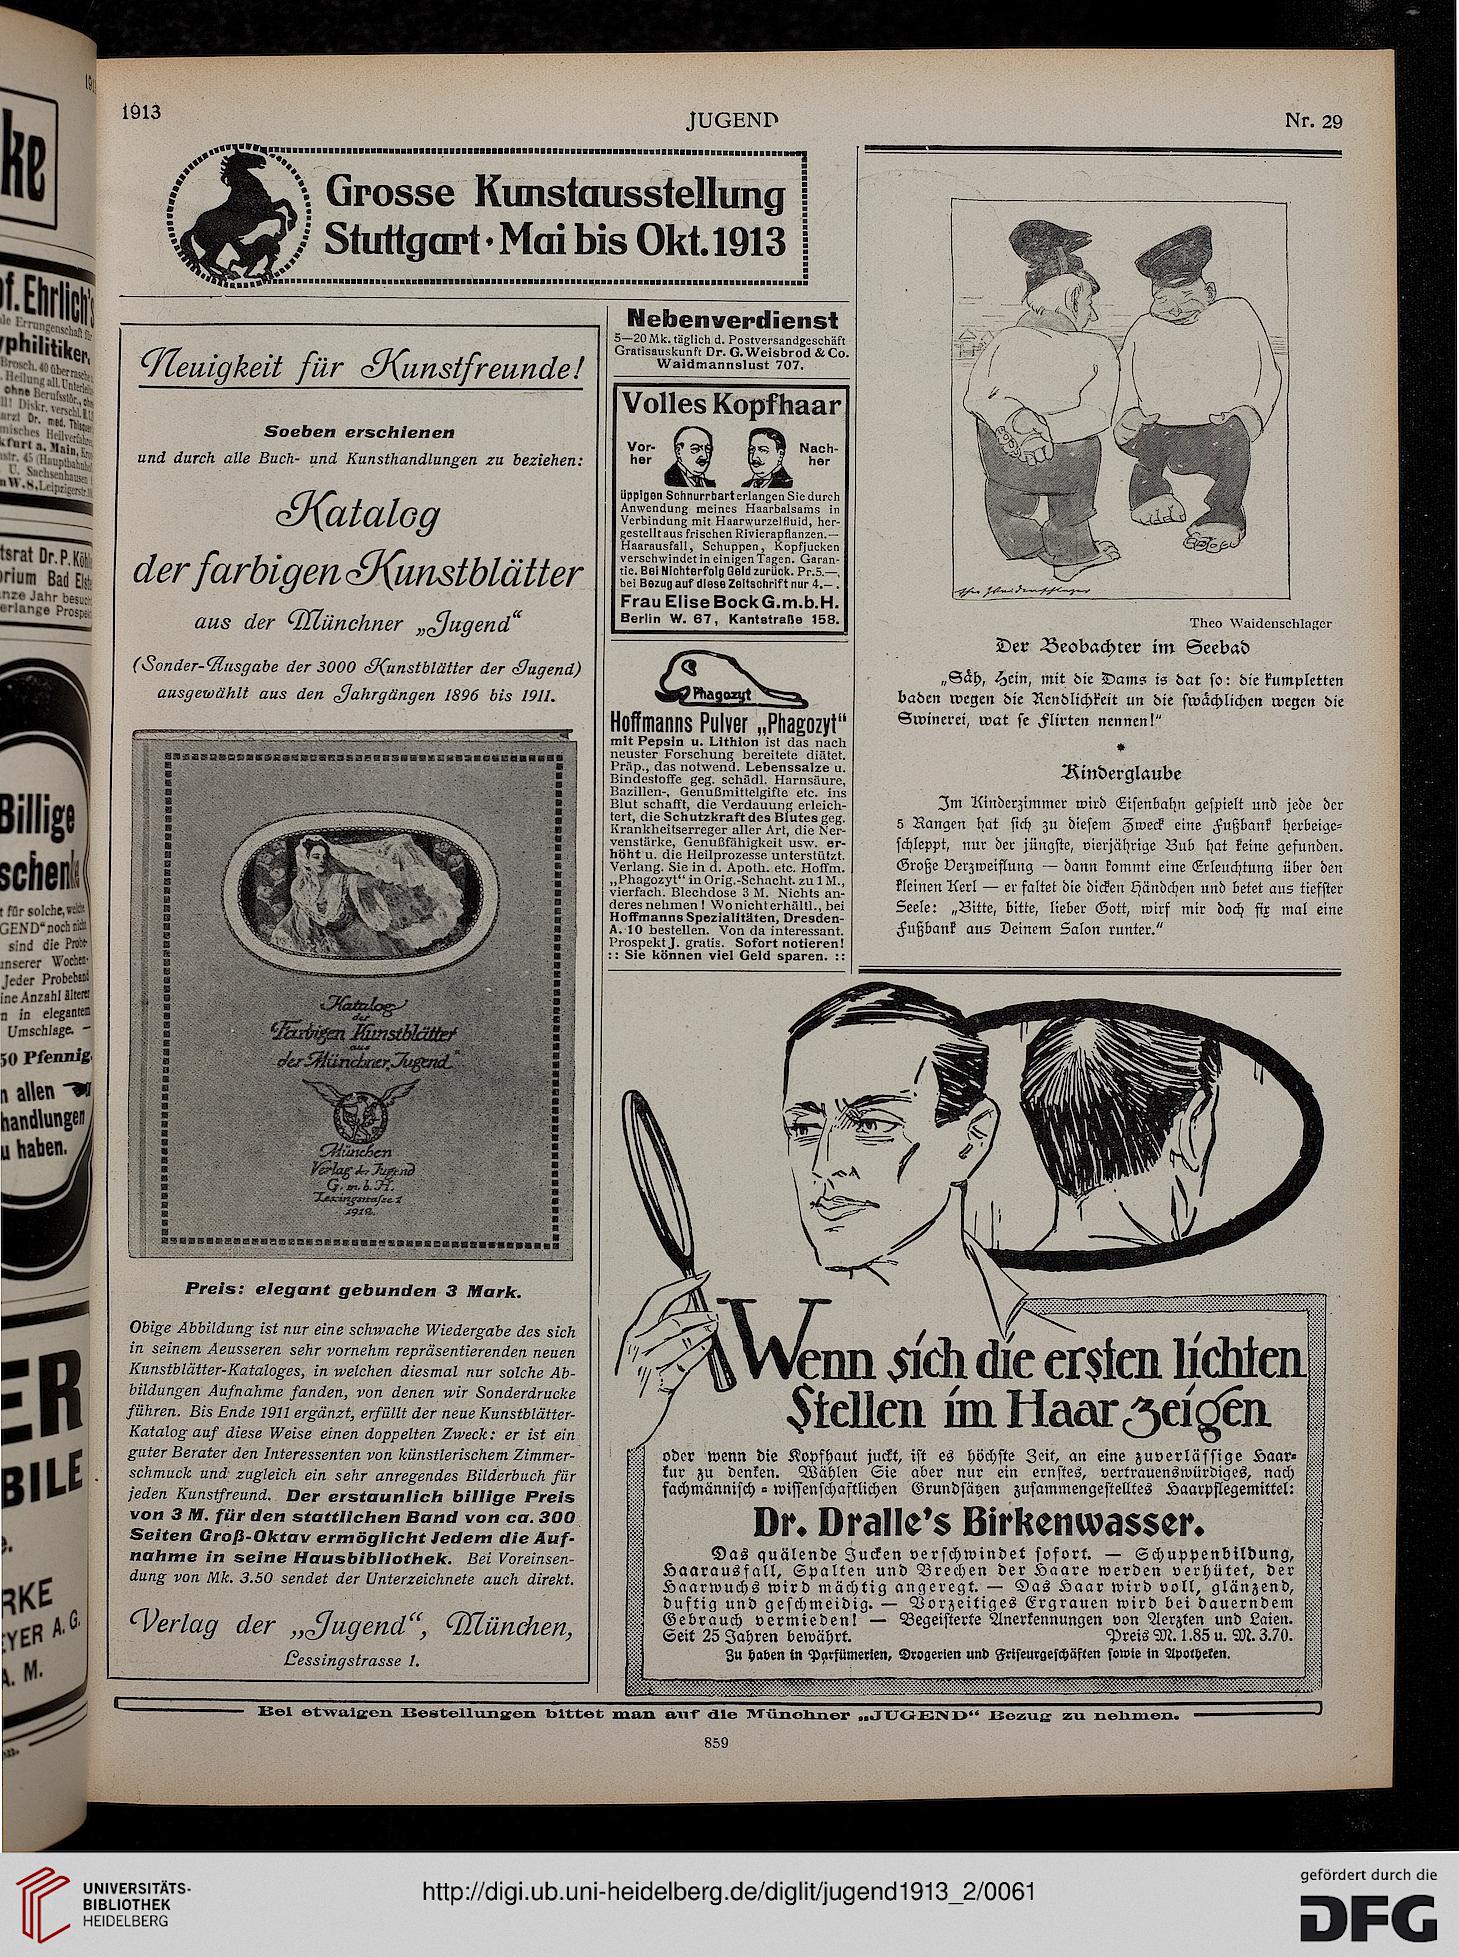 1913
JUGEND
Nr. 29
Grosse Kunstausstellung
Stuttgart · Mai bis Okt. 1913
Neuigkeit für Kunstfreunde!
Soeben erschienen
und durch alle Buch- und Kunsthandlungen zu beziehen:
Katalog
der farbigen Kunstblätter
aus der Münchner „Jugend“
(Sonder-Ausgabe der 3000 Kunstblätter der Jugend)
ausgewählt aus den Jahrgängen 1896 bis 1911.
Katalog
der
Farbigen Kunstblätter
aus
der Münchner „Jugend“
München
Verlag der Jugend
G. m. b. H.
Lessingstrasse 1
1912.
Preis: elegant gebunden 3 Mark.
Obige Abbildung ist nur eine schwache Wiedergabe des sich
in seinem Aeusseren sehr vornehm repräsentierenden neuen
Kunstblätter-Kataloges, in welchen diesmal nur solche Ab-
bildungen Aufnahme fanden, von denen wir Sonderdrucke
führen. Bis Ende 1911 ergänzt, erfüllt der neue Kunstblätter-
Katalog auf diese Weise einen doppelten Zweck: er ist ein
guter Berater den Interessenten von künstlerischem Zimmer-
schmuck und zugleich ein sehr anregendes Bilderbuch für
jeden Kunstfreund. Der erstaunlich billige Preis
von 3 M. für den stattlichen Band von ca. 300
Seiten Groß-Oktav ermöglicht Jedem die Auf-
nahme in seine Hausbibliothek. Bei Voreinsen-
dung von Mk. 3.50 sendet der Unterzeichnete auch direkt.
Verlag der „Jugend“, München,
Lessingstrasse 1.
Nebenverdienst
5—20 Mk. täglich d. Postversandgeschäft
Gratisauskunft Dr. G. Weisbrod & Co.
Waidmannslust 707.
Volles Kopfhaar
Vor-
her
Nach-
her
üppigen Schnurrbart erlangen Sie durch
Anwendung meines Haarbalsams in
Verbindung mit Haarwurzelfluid, her-
gestellt aus frischen Rivierapflanzen.—
Haarausfall, Schuppen, Kopfjucken
verschwindet in einigen Tagen. Garan-
tie. Bei Nichterfolg Geld zurück. Pr. 5.—,
bei Bezug auf diese Zeitschrift nur 4.—.
Frau Elise Bock G.m.b.H.
Berlin W. 67, Kantstraße 158.
Phagozyt
Hoffmanns Pulver „Phagozyt“
mit Pepsin u. Lithion ist das nach
neuster Forschung bereitete diätet.
Präp., das notwend. Lebenssalze u.
Bindestoffe geg. schädl. Harnsäure,
Bazillen-, Genußmittelgifte etc. ins
Blut schafft, die Verdauung erleich-
tert, die Schutzkraft des Blutes geg.
Krankheitserreger aller Art, die Ner-
venstärke, Genußfähigkeit usw. er-
höht u. die Heilprozesse unterstützt.
Verlang. Sie in d. Apoth. etc. Hoffm.
„Phagozyt“ in Orig.-Schacht. zu 1 M.,
vierfach. Blechdose 3 M. Nichts an-
deres nehmen! Wo nicht erhältl., bei
Hoffmanns Spezialitäten, Dresden-
A. 10 bestellen. Von da interessant.
Prospekt J. gratis. Sofort notieren!
:: Sie können viel Geld sparen. ::
Theo Waidenschlager
Der Beobachter im Seebad
„Säh, Hein, mit die Dams is dat so: die kumpletten
baden wegen die Rendlichkeit un die swächlichen wegen die
Swinerei, wat se Flirten nennen!“
*
Kinderglaube
Im Kinderzimmer wird Eisenbahn gespielt und jede der
5 Rangen hat sich zu diesem Zweck eine Fußbank herbeige-
schleppt, nur der jüngste, vierjährige Bub hat keine gefunden.
Große Verzweiflung — dann kommt eine Erleuchtung über den
kleinen Kerl — er faltet die dicken Händchen und betet aus tiefster
Seele: „Bitte, bitte, lieber Gott, wirf mir doch fix mal eine
Fußbank aus Deinem Salon runter.“
Wenn sich die ersten lichten
Stellen im Haar zeigen
oder wenn die Kopfhaut juckt, ist es höchste Zeit, an eine zuverlässige Haar-
kur zu denken. Wählen Sie aber nur ein ernstes, vertrauenswürdiges, nach
fachmännisch-wissenschaftlichen Grundsätzen zusammengestelltes Haarpflegemittel:
Dr. Dralle's Birkenwasser.
Das quälende Jucken verschwindet sofort. — Schuppenbildung,
Haarausfall, Spalten und Brechen der Haare werden verhütet, der
Haarwuchs wird mächtig angeregt. — Das Haar wird voll, glänzend,
duftig und geschmeidig. — Vorzeitiges Ergrauen wird bei dauerndem
Gebrauch vermieden! — Begeisterte Anerkennungen von Aerzten und Laien.
Seit 25 Jahren bewährt. Preis M. 1.85 u. M. 3.70.
Zu haben in Parfümerien, Drogerien und Friseurgeschäften sowie in Apotheken.
Bei etwaigen Bestellungen bittet man auf die Münchner „JUGEND“ Bezug zu nehmen.
859
UNIVERSITÄTS-
BIBLIOTHEK
HEIDELBERG
http://digi.ub.uni-heidelberg.de/diglit/jugend1913_2/0061
gefördert durch die
DFG